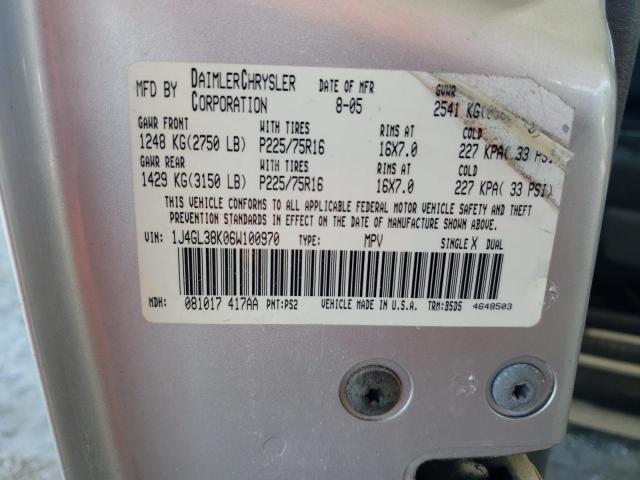 MFD BY DAIMLERCHRYSLER CORPORATION DATE OF MFR 8-05 GVWR 2541 KG(
GAWR FRONT WITH TIRES RIMS AT COLD
1248 KG(2750 LB) P225/75R16 16X7.0 227 KPA( 33 PSI)
GAWR REAR WITH TIRES RIMS AT COLD
1429 KG(3150 LB) P225/75R16 16X7.0 227 KPA( 33 PSI)
THIS VEHICLE CONFORMS TO ALL APPLICABLE FEDERAL MOTOR VEHICLE SAFETY AND THEFT
PREVENTION STANDARDS IN EFFECT ON THE DATE OF MANUFACTURE SHOWN ABOVE.
VIN: 1J4GL38K06W100970 TYPE: MPV SINGLE X DUAL
MDH: 081017 417AA PNT:PS2 VEHICLE MADE IN U.S.A. TRM:B5D5 4648503